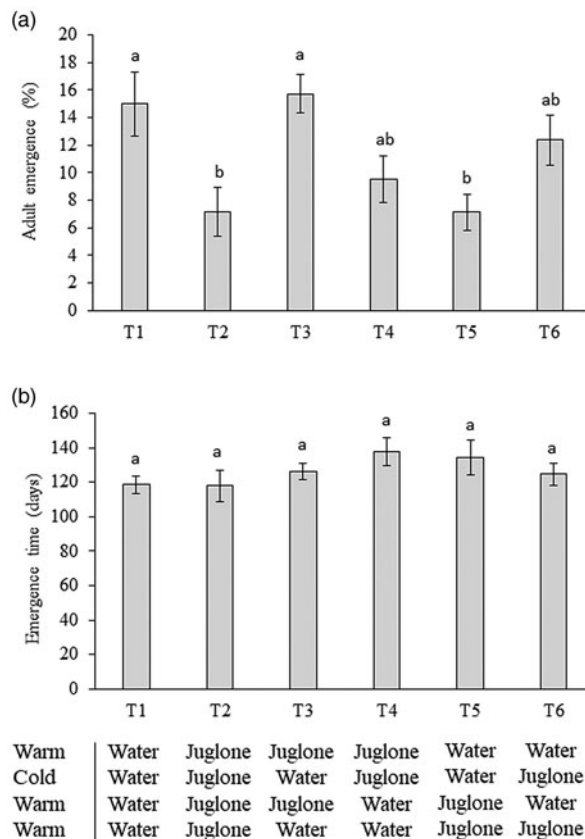 (a)
Adult emergence (%)
18
16
14
12
10
8
6
4
2
0
a
b
a
ab
b
ab
T1 T2 T3 T4 T5 T6
(b)
Emergence time (days)
160
140
120
100
80
60
40
20
0
a a a a a a
T1 T2 T3 T4 T5 T6
Warm Water Juglone Juglone Juglone Water Water
Cold Water Juglone Water Juglone Water Juglone
Warm Water Juglone Juglone Water Juglone Water
Warm Water Juglone Water Water Juglone Juglone